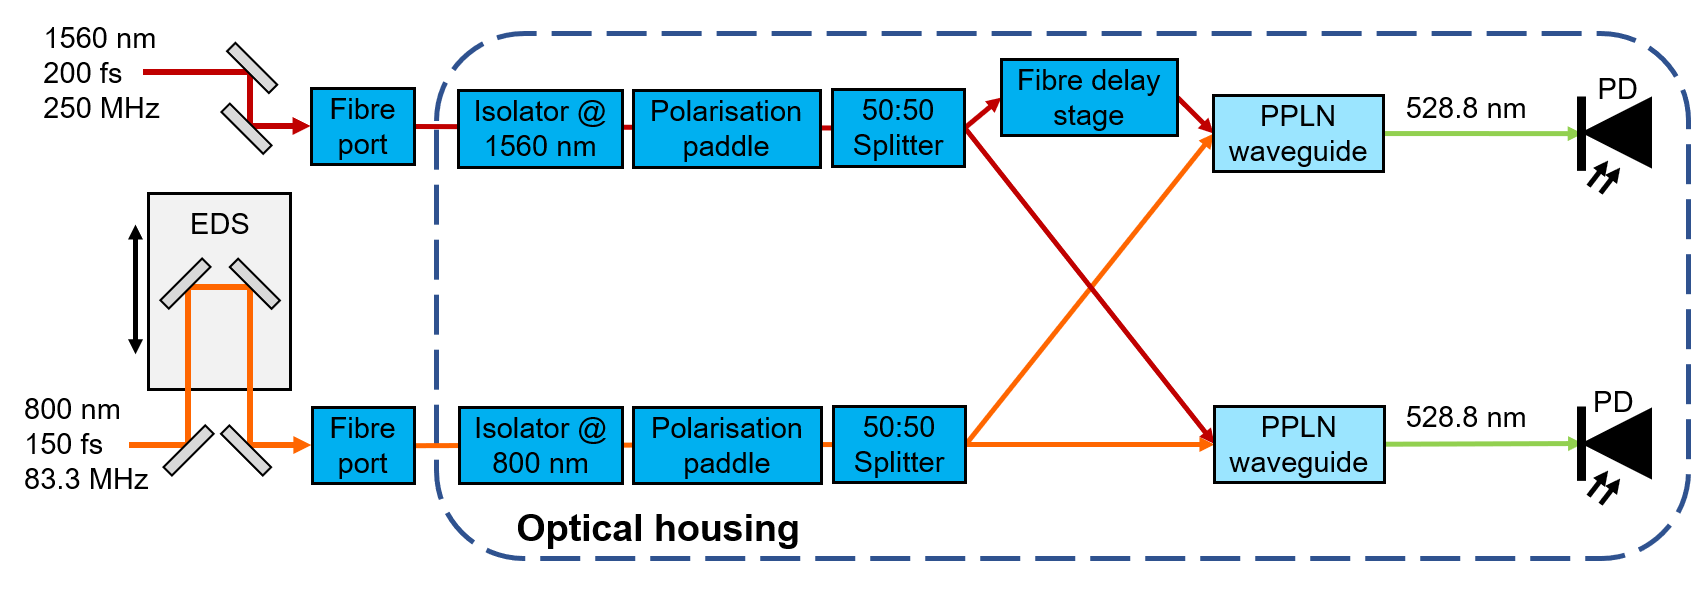 1560 nm
200 fs
250 MHz
Fibre
port
Isolator @
1560 nm
Polarisation
paddle
50:50
Splitter
Fibre delay
stage
PPLN
waveguide
528.8 nm
PD
EDS
800 nm
150 fs
83.3 MHz
Fibre
port
Isolator @
800 nm
Polarisation
paddle
50:50
Splitter
PPLN
waveguide
528.8 nm
PD
Optical housing